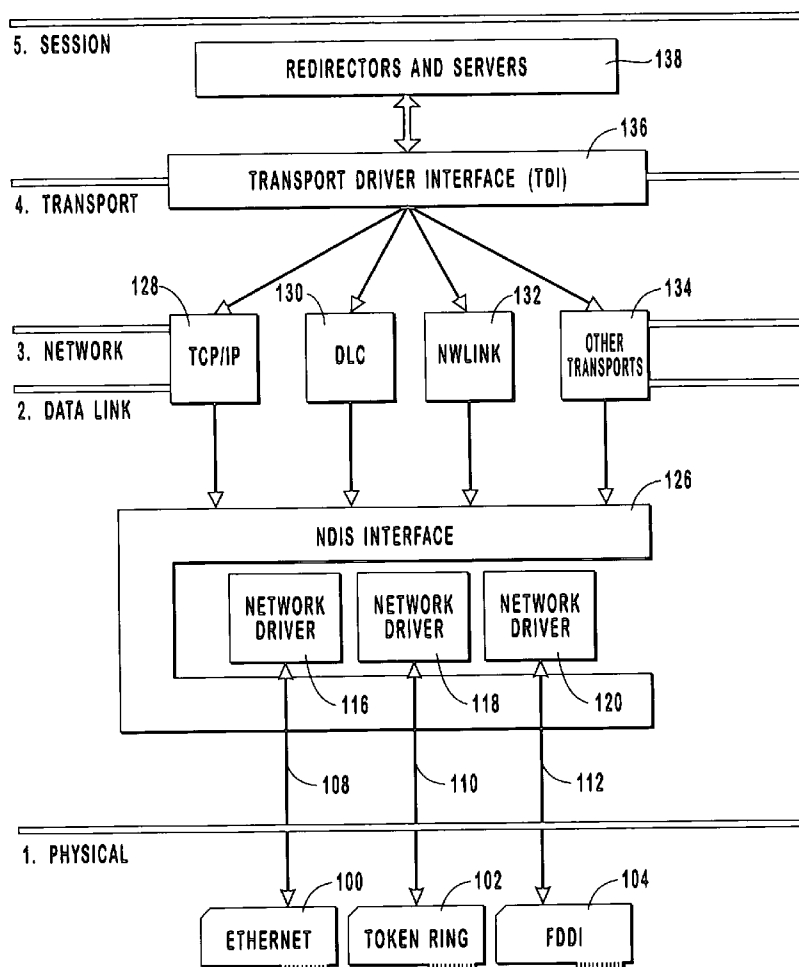 5. SESSION
REDIRECTORS AND SERVERS
138
136
TRANSPORT DRIVER INTERFACE (TDI)
4. TRANSPORT
128
130
132
134
3. NETWORK
TCP/IP
DLC
NWLINK
OTHER
TRANSPORTS
2. DATA LINK
126
NDIS INTERFACE
NETWORK
DRIVER
NETWORK
DRIVER
NETWORK
DRIVER
116
118
120
108
110
112
1. PHYSICAL
100
102
104
ETHERNET
TOKEN RING
FDDI